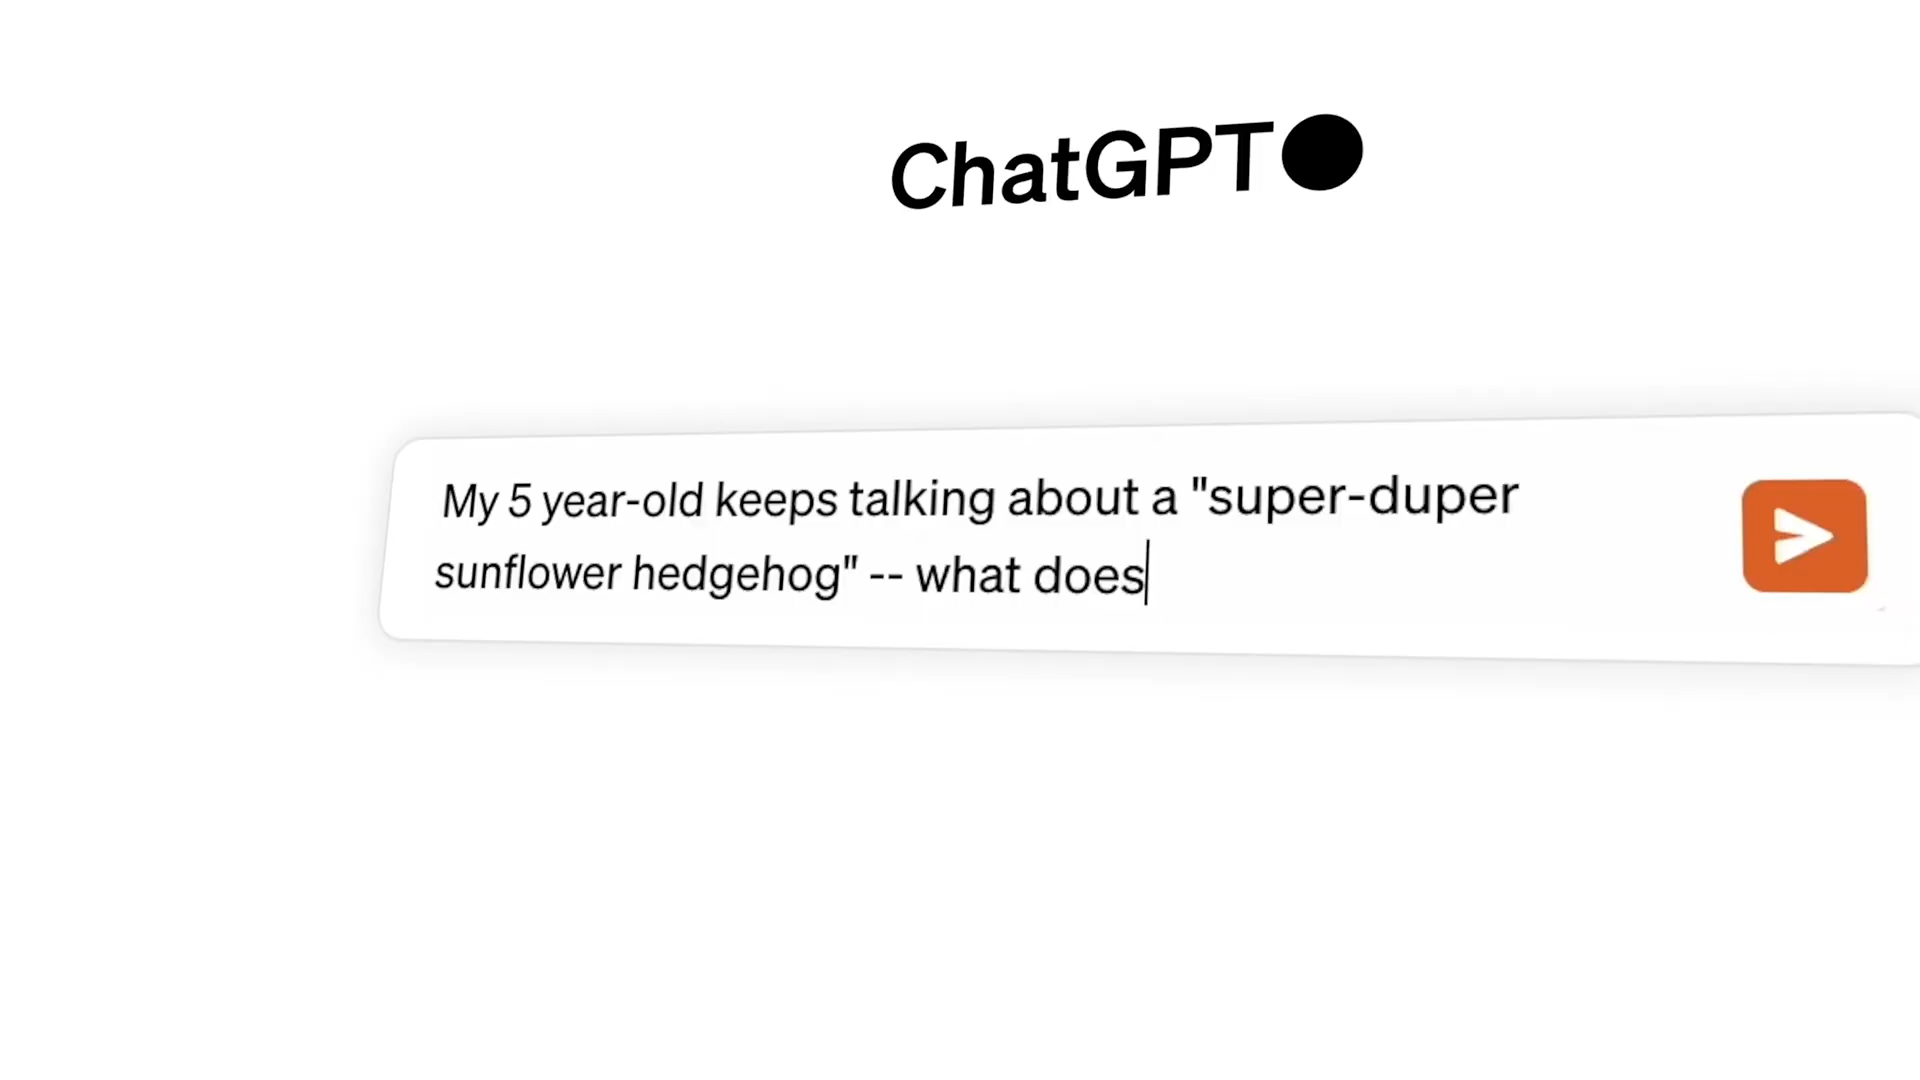 ChatGPT
My 5 year-old keeps talking about a "super-duper
sunflower hedgehog" -- what does